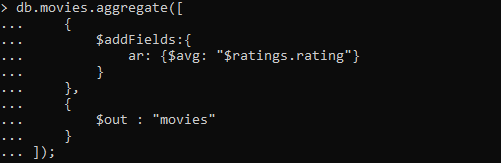 > db.movies.aggregate([
...     {
...         $addFields:{
...             ar: {$avg: "$ratings.rating"}
...         }
...     },
...     {
...         $out : "movies"
...     }
... ]);